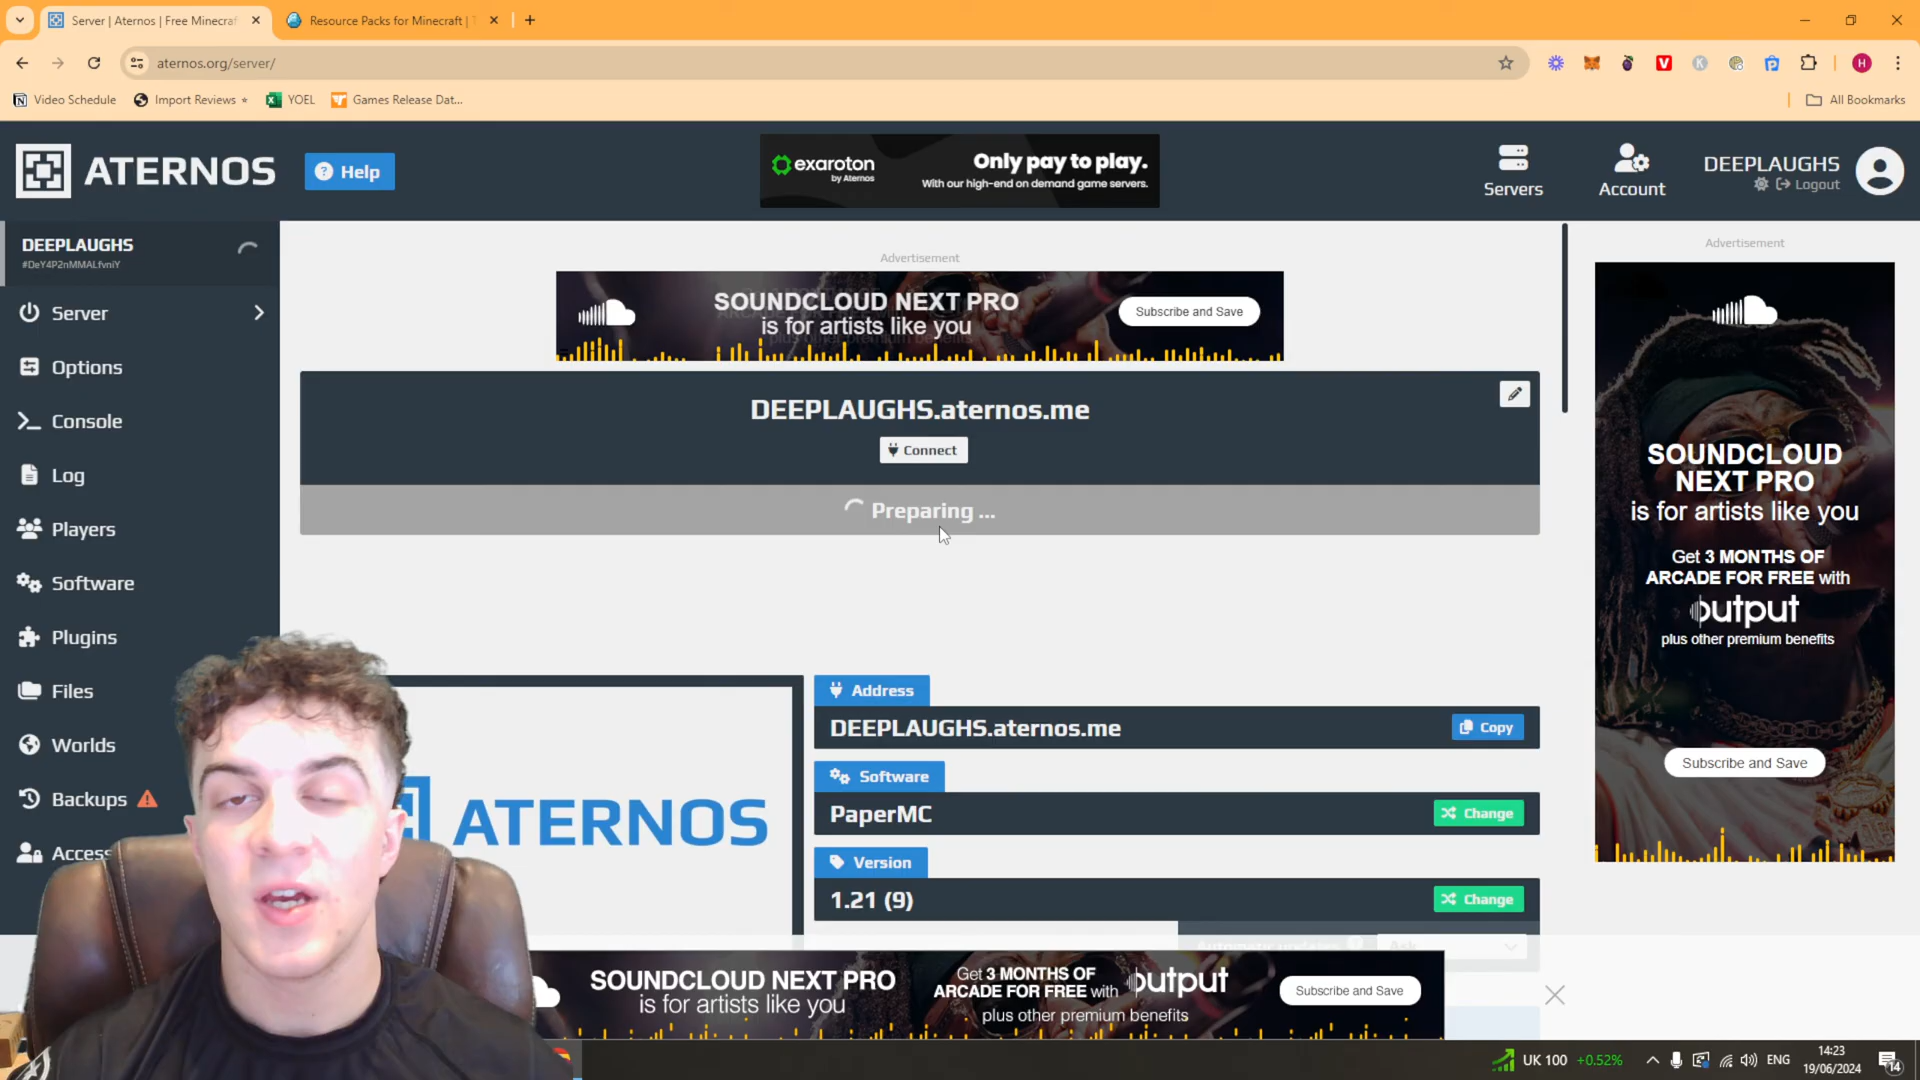 Server | Aternos | Free Minecraf
Resource Packs for Minecraft |
aternos.org/server/
Video Schedule
Import Reviews
YOEL
Games Release Dat...
All Bookmarks
H
ATERNOS
Help
exaroton
by Aternos
Only pay to play.
With our high-end on demand game servers.
Servers
Account
DEEPLAUGHS
Logout
DEEPLAUGHS
#DeY4P2nMMALfvniY
Server
Options
Console
Log
Players
Software
Plugins
Files
Worlds
Backups
Access
Advertisement
SOUNDCLOUD NEXT PRO
is for artists like you
Subscribe and Save
DEEPLAUGHS.aternos.me
Connect
Preparing ...
ATERNOS
Address
DEEPLAUGHS.aternos.me
Copy
Software
PaperMC
Change
Version
1.21 (9)
Change
Automatic updates
Ask
Advertisement
SOUNDCLOUD
NEXT PRO
is for artists like you
Get 3 MONTHS OF
ARCADE FOR FREE with
output
plus other premium benefits
Subscribe and Save
SOUNDCLOUD NEXT PRO
is for artists like you
Get 3 MONTHS OF
ARCADE FOR FREE with output
plus other premium benefits
Subscribe and Save
UK 100 +0.52%
ENG
14:23
19/06/2024
14